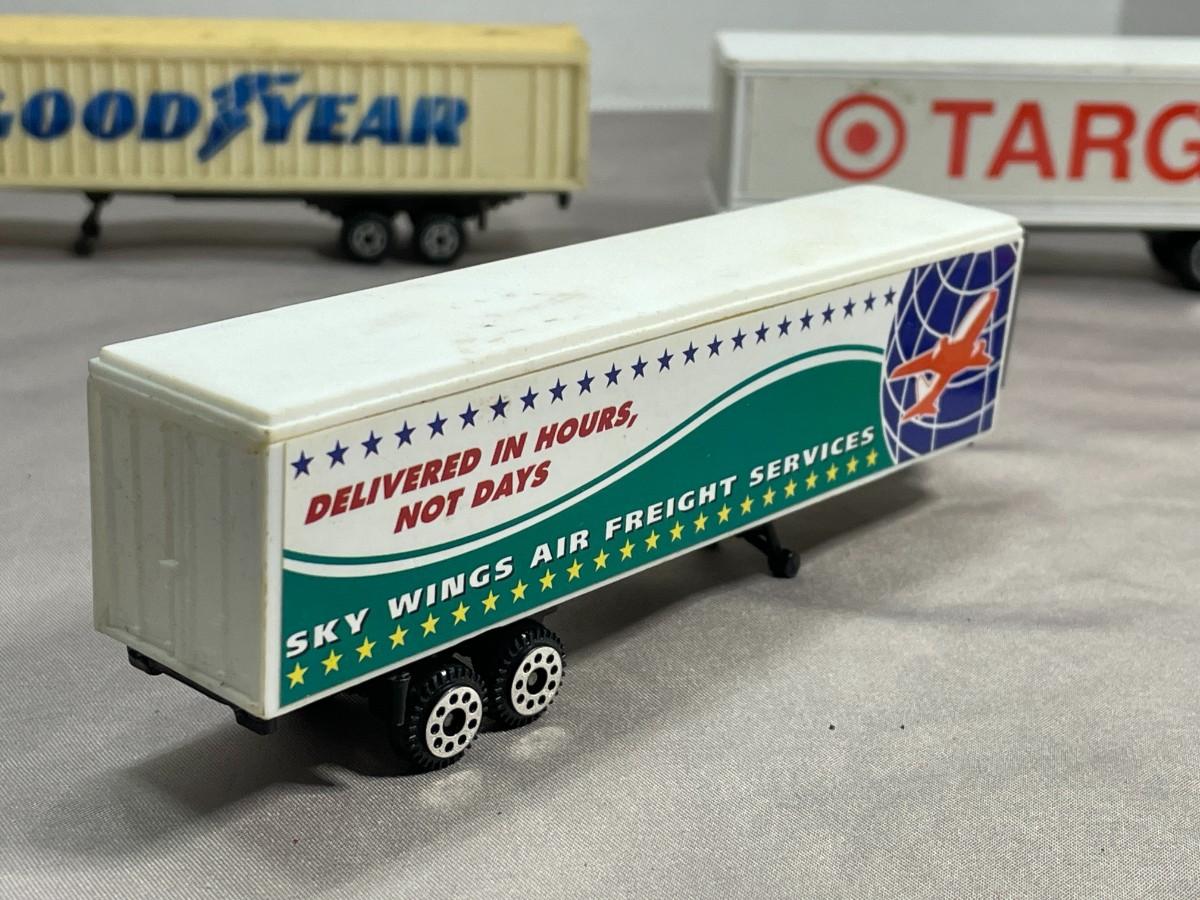 GOODYEAR
TARG
DELIVERED IN HOURS,
NOT DAYS
SKY WINGS AIR FREIGHT SERVICES